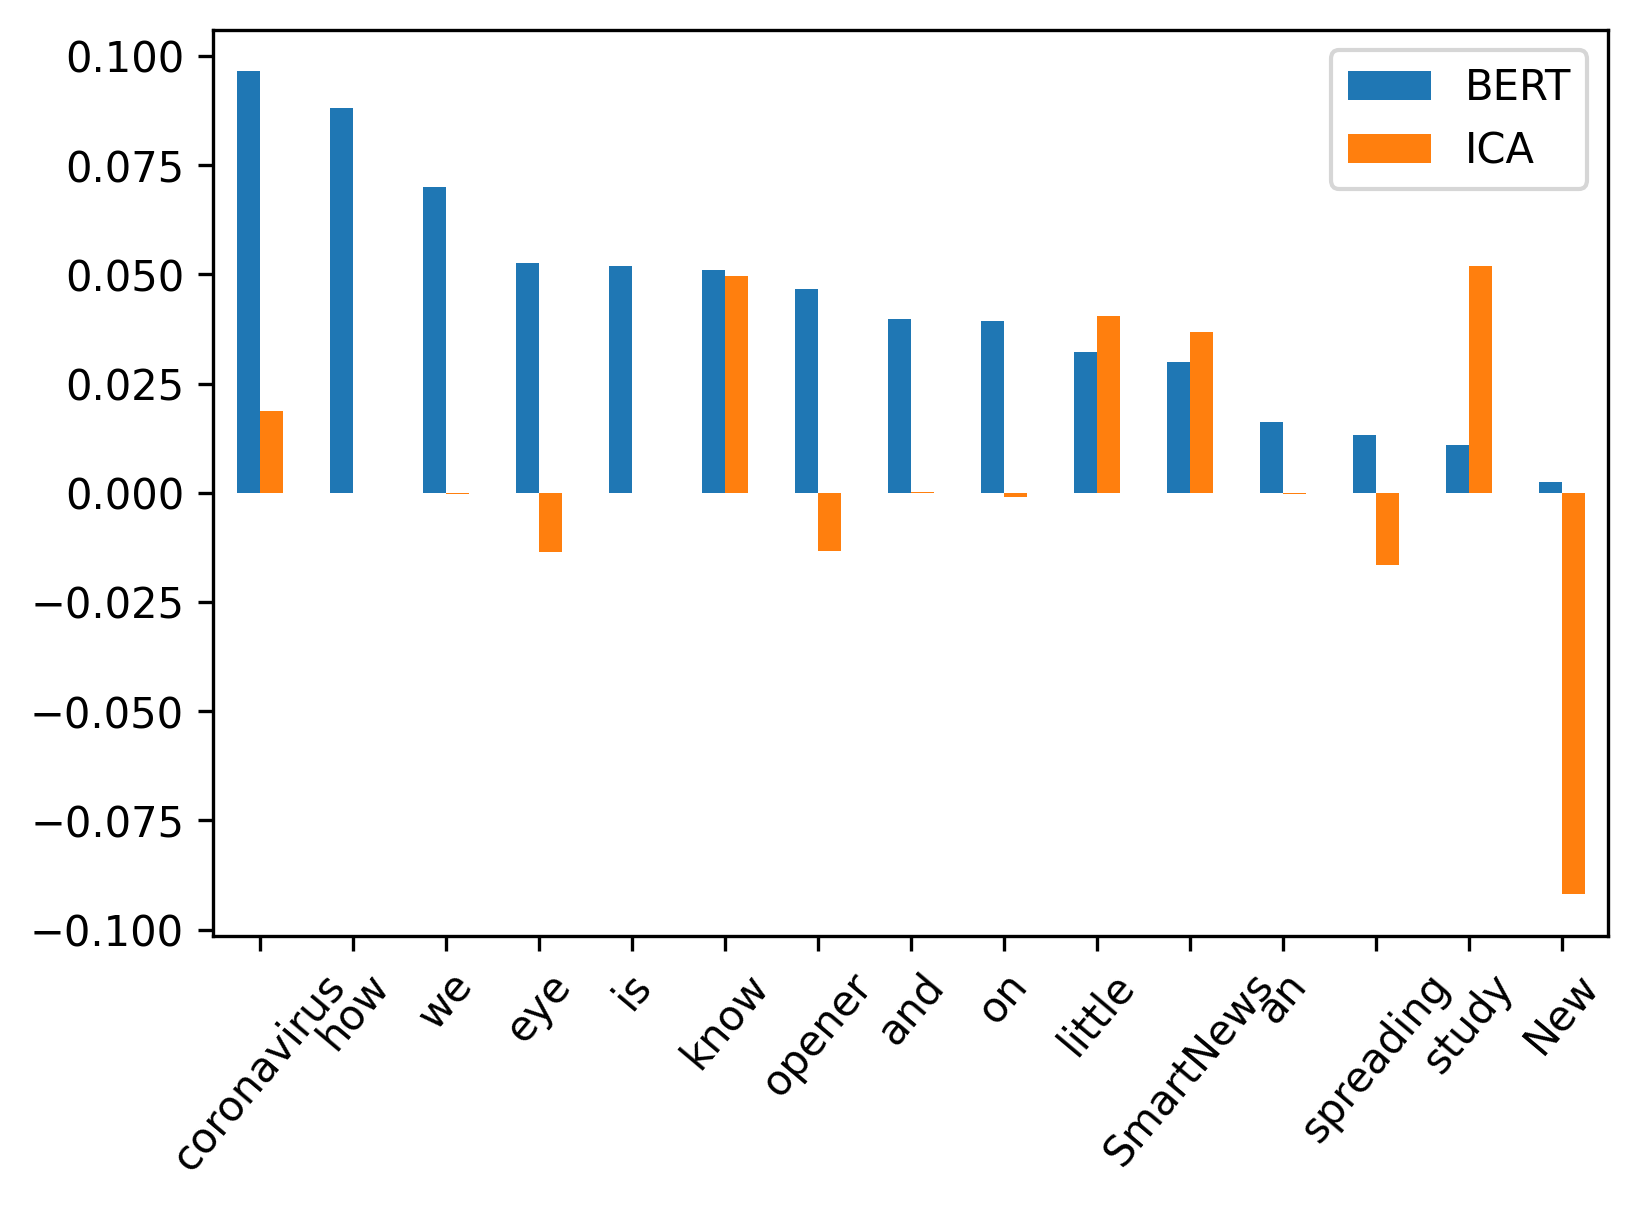 BERT
ICA
0.100
0.075
0.050
0.025
0.000
−0.025
−0.050
−0.075
−0.100
coronavirus
how
we
eye
is
know
opener
and
on
little
SmartNews
an
spreading
study
New